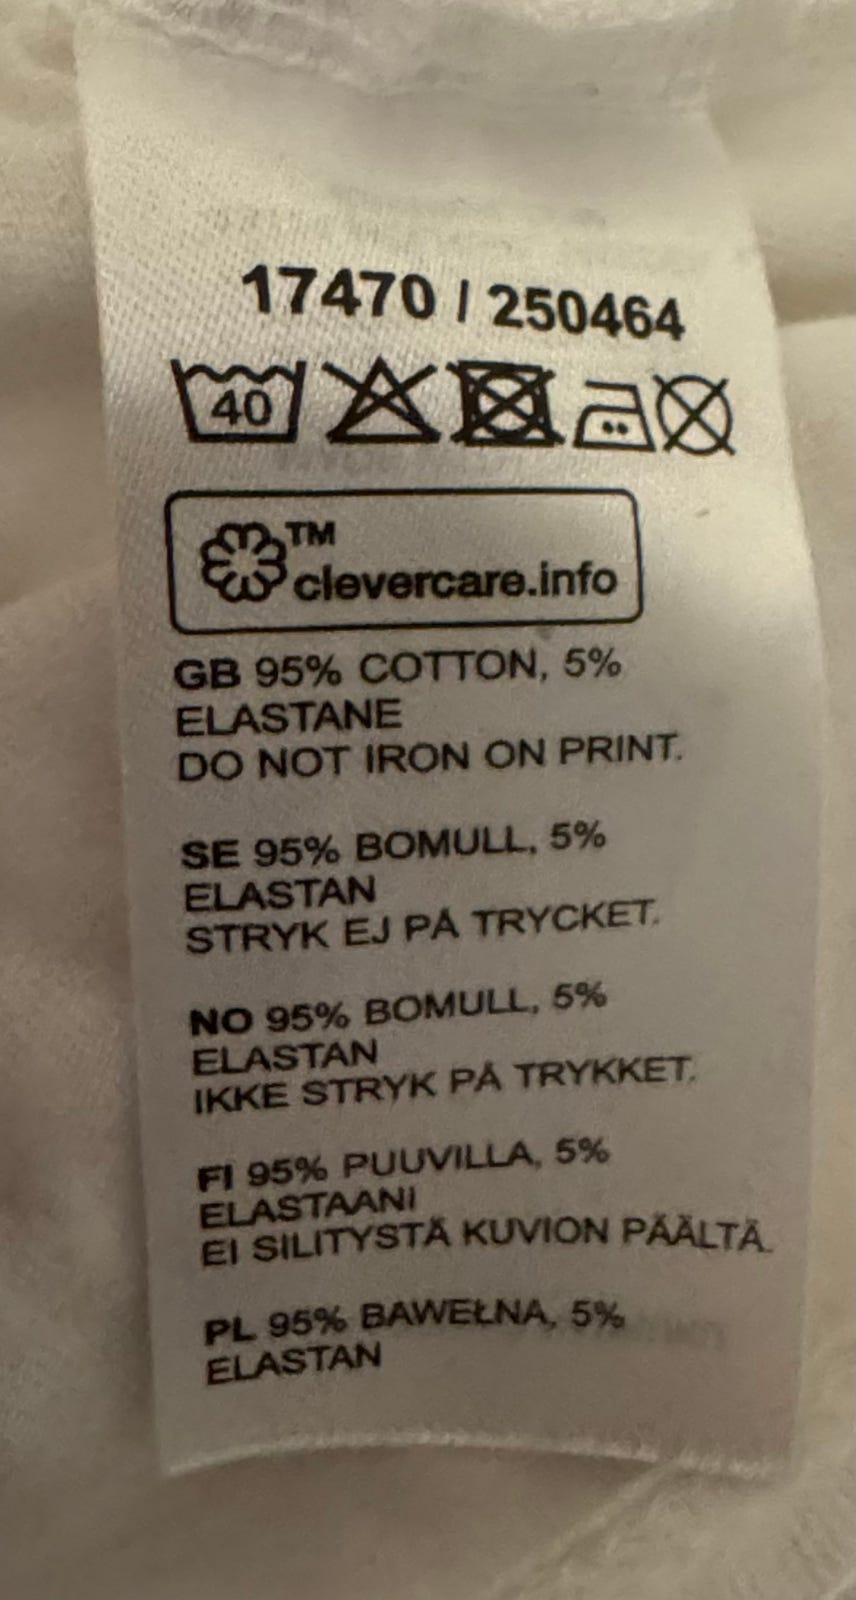 17470 / 250464
40
TM
clevercare.info
GB 95% COTTON, 5%
ELASTANE
DO NOT IRON ON PRINT.
SE 95% BOMULL, 5%
ELASTAN
STRYK EJ PÅ TRYCKET.
NO 95% BOMULL, 5%
ELASTAN
IKKE STRYK PÅ TRYKKET.
FI 95% PUUVILLA, 5%
ELASTAANI
EI SILITYSTÄ KUVION PÄÄLTÄ.
PL 95% BAWEŁNA, 5%
ELASTAN